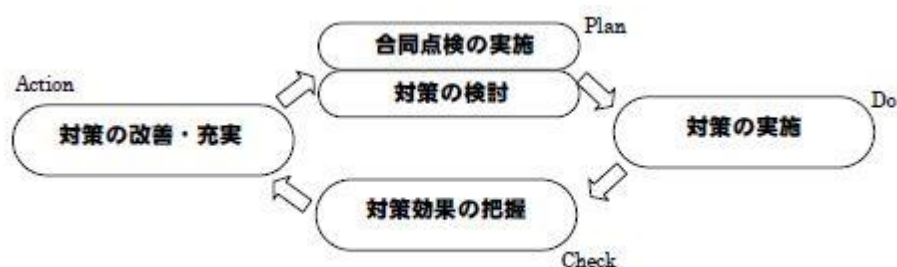 合同点検の実施
Plan
対策の検討
Action
対策の改善・充実
Do
対策の実施
対策効果の把握
Check